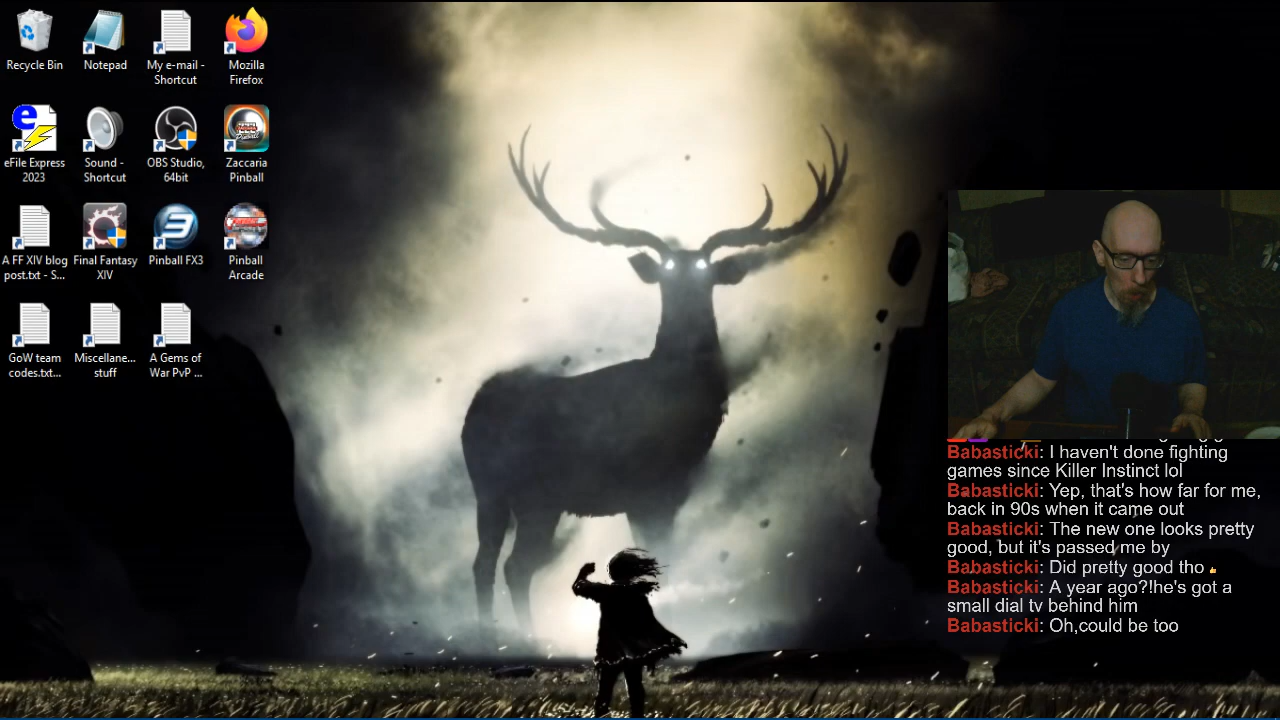 Recycle Bin
Notepad
My e-mail -
Shortcut
Mozilla
Firefox
eFile Express
2023
Sound -
Shortcut
OBS Studio,
64bit
Zaccaria
Pinball
A FF XIV blog
post.txt - S...
Final Fantasy
XIV
Pinball FX3
Pinball
Arcade
GoW team
codes.txt...
Miscellane...
stuff
A Gems of
War PvP ...
Babasticki: I haven't done fighting
games since Killer Instinct lol
Babasticki: Yep, that's how far for me,
back in 90s when it came out
Babasticki: The new one looks pretty
good, but it's passed me by
Babasticki: Did pretty good tho
Babasticki: A year ago?!he's got a
small dial tv behind him
Babasticki: Oh,could be too